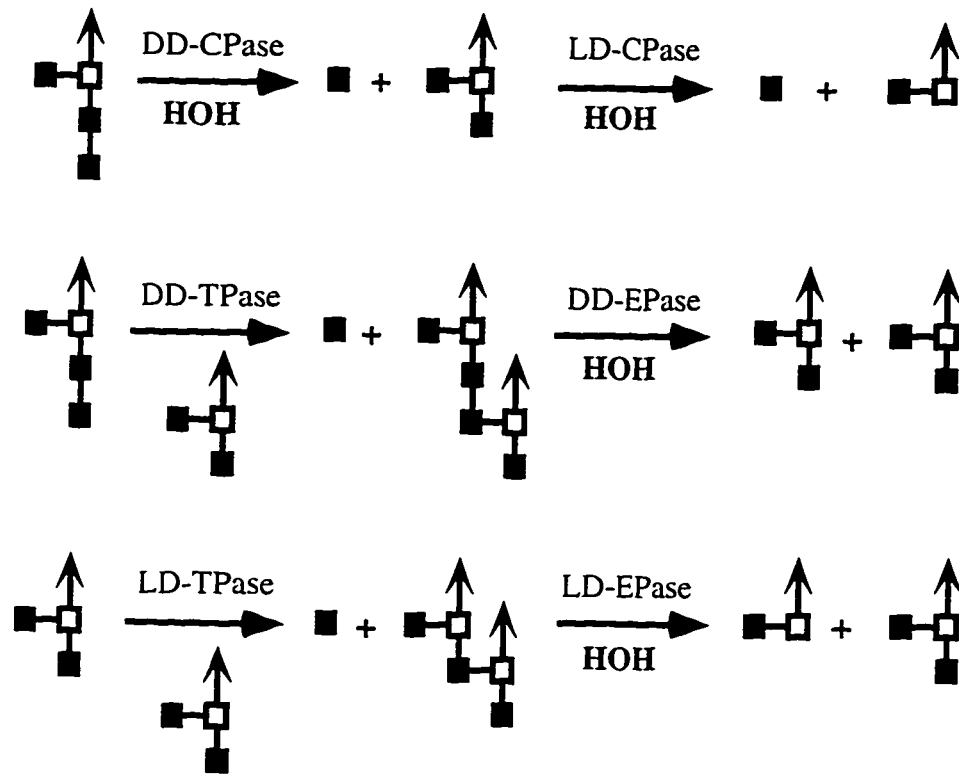 DD-CPase LD-CPase
HOH + HOH +
DD-TPase DD-EPase
+ HOH +
LD-TPase LD-EPase
+ HOH +